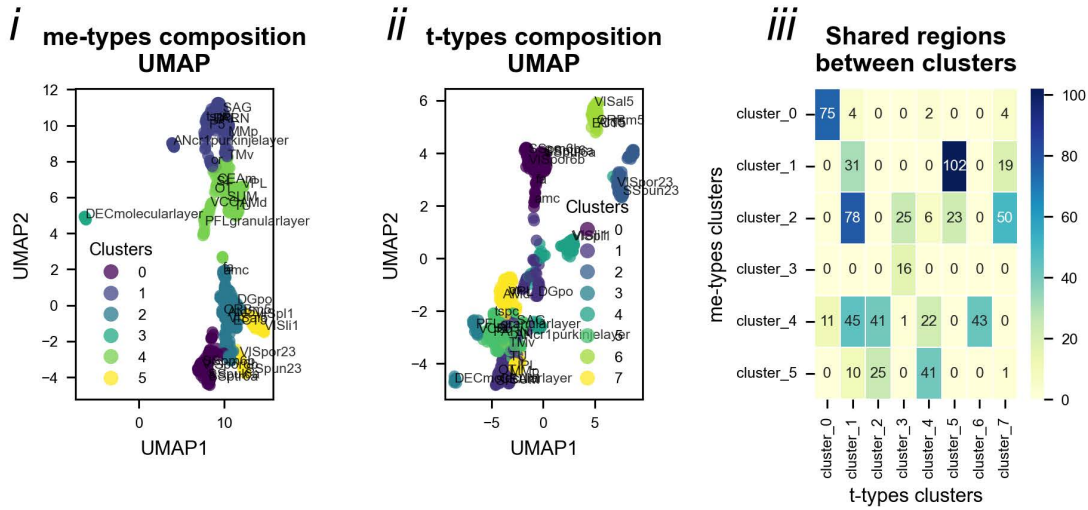 i
me-types composition
UMAP
12
10
8
6
4
2
0
−2
−4
0
10
UMAP1
UMAP2
SAG
MMp
ANcr1purkinjelayer
TMv
CEAm
VPL
SUM
DECmolecularlayer
PFLgranularlayer
Clusters
0
1
2
3
4
5
fa
amc
DGpo
VISpl1
VISli1
VISpor23
SSpun23
ii
t-types composition
UMAP
6
4
2
0
−2
−4
−5
0
5
UMAP1
UMAP2
VISal5
VISpor23
SSpun23
Clusters
0
1
2
3
4
5
6
7
amc
VISpl1
DGpo
tspc
SAG
ANcr1purkinjelayer
TMv
DECmolecularlayer
iii
Shared regions
between clusters
me-types clusters
cluster_0 75 4 0 0 2 0 0 4
cluster_1 0 31 0 0 0 102 0 19
cluster_2 0 78 0 25 6 23 0 50
cluster_3 0 0 0 16 0 0 0 0
cluster_4 11 45 41 1 22 0 43 0
cluster_5 0 10 25 0 41 0 0 1
cluster_0
cluster_1
cluster_2
cluster_3
cluster_4
cluster_5
cluster_6
cluster_7
t-types clusters
100
80
60
40
20
0